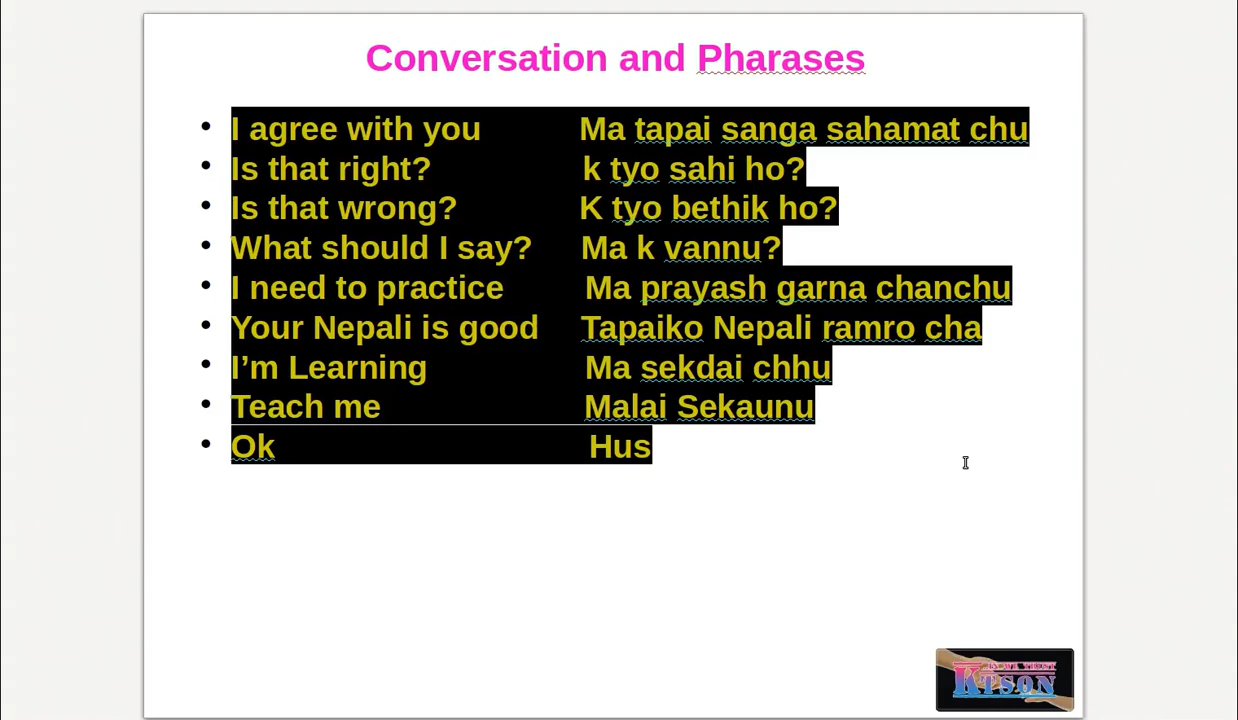 Conversation and Pharases
• I agree with you Ma tapai sanga sahamat chu
• Is that right? k tyo sahi ho?
• Is that wrong? K tyo bethik ho?
• What should I say? Ma k vannu?
• I need to practice Ma prayash garna chanchu
• Your Nepali is good Tapaiko Nepali ramro cha
• I’m Learning Ma sekdai chhu
• Teach me Malai Sekaunu
• Ok Hus
KTSON